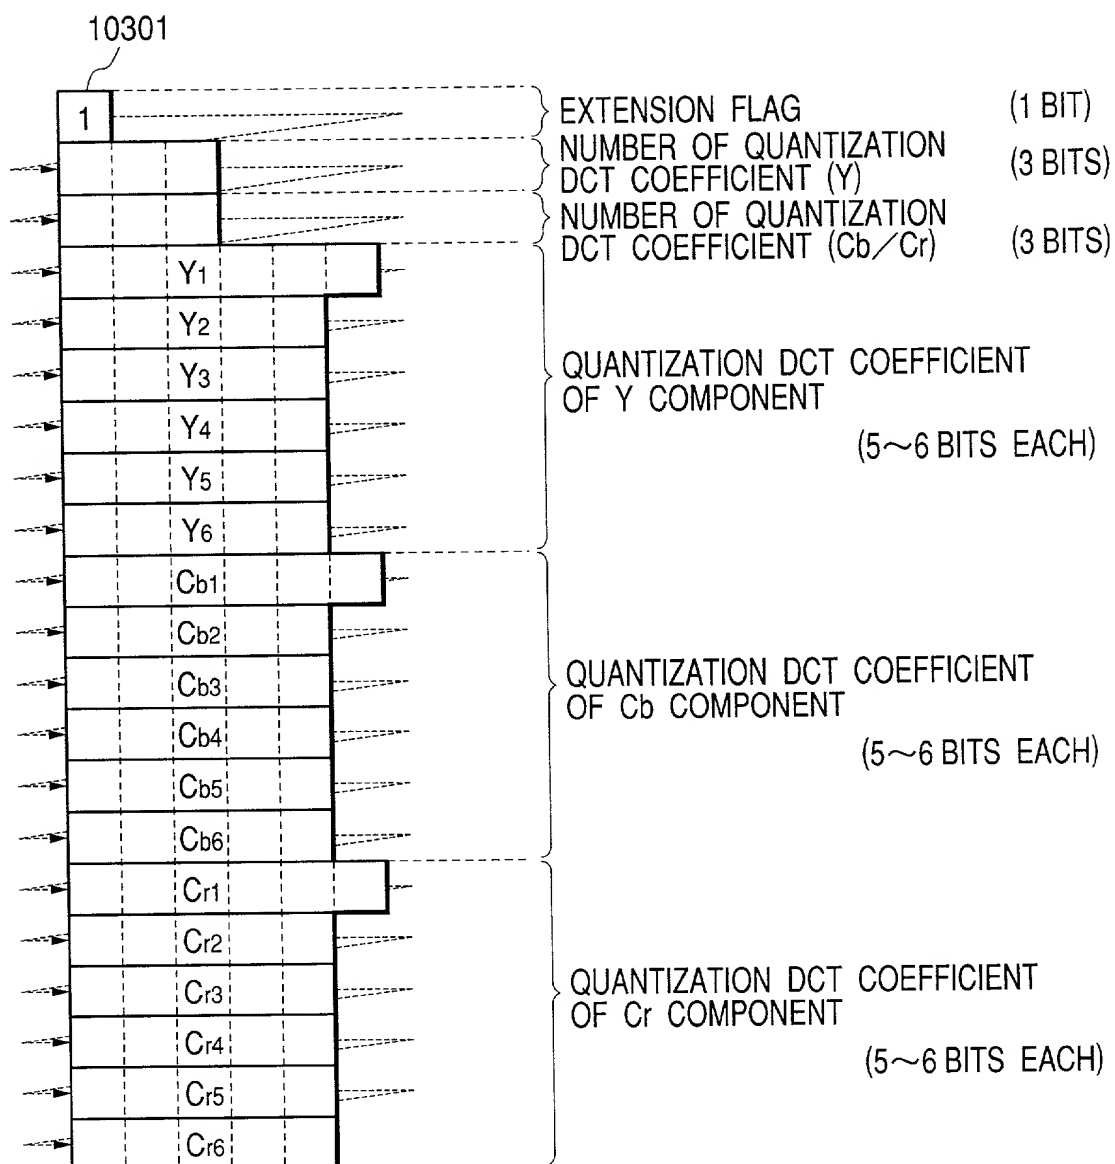 10301
1
EXTENSION FLAG (1 BIT)
NUMBER OF QUANTIZATION
DCT COEFFICIENT (Y) (3 BITS)
NUMBER OF QUANTIZATION
DCT COEFFICIENT (Cb/Cr) (3 BITS)
Y1
Y2
Y3
Y4
Y5
Y6
QUANTIZATION DCT COEFFICIENT
OF Y COMPONENT
(5~6 BITS EACH)
Cb1
Cb2
Cb3
Cb4
Cb5
Cb6
QUANTIZATION DCT COEFFICIENT
OF Cb COMPONENT
(5~6 BITS EACH)
Cr1
Cr2
Cr3
Cr4
Cr5
Cr6
QUANTIZATION DCT COEFFICIENT
OF Cr COMPONENT
(5~6 BITS EACH)